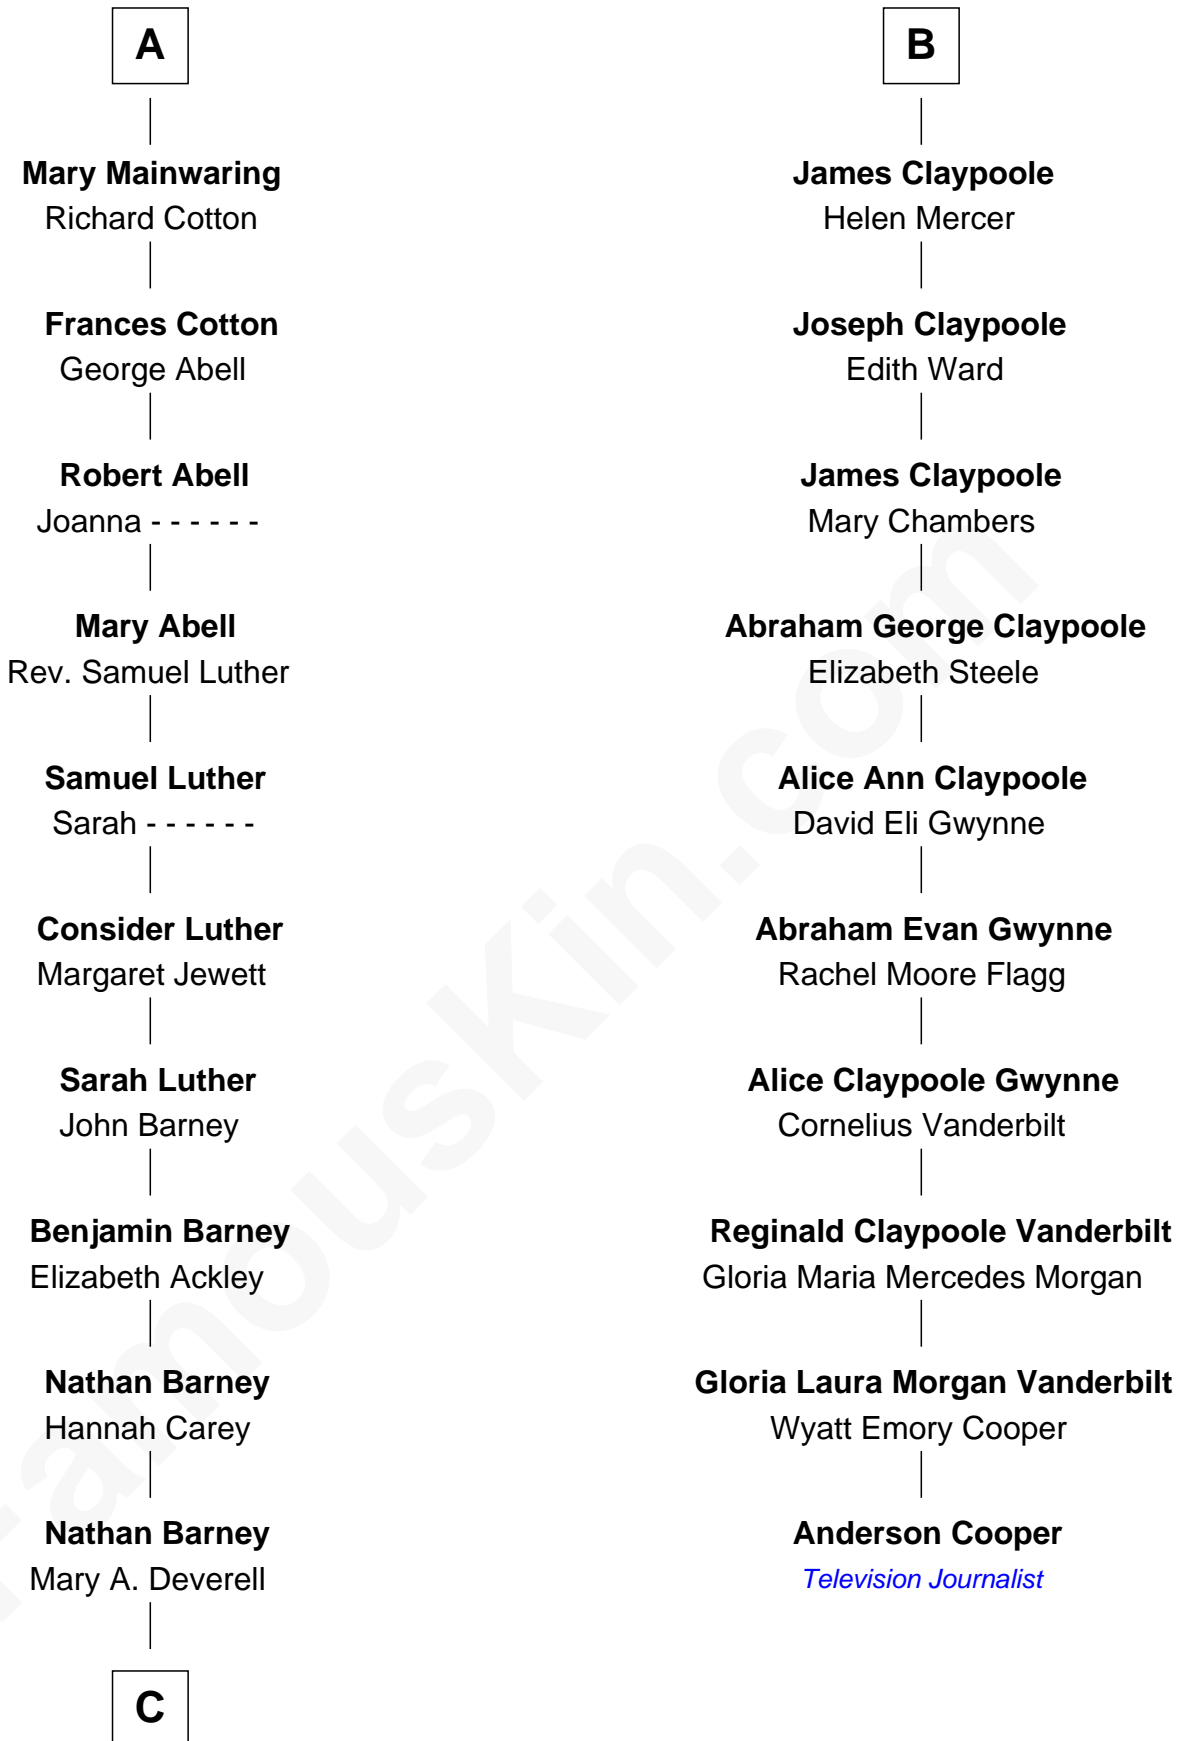 A
Mary Mainwaring
Richard Cotton
Frances Cotton
George Abell
Robert Abell
Joanna - - - - - -
Mary Abell
Rev. Samuel Luther
Samuel Luther
Sarah - - - - - -
Consider Luther
Margaret Jewett
Sarah Luther
John Barney
Benjamin Barney
Elizabeth Ackley
Nathan Barney
Hannah Carey
Nathan Barney
Mary A. Deverell
C
B
James Claypoole
Helen Mercer
Joseph Claypoole
Edith Ward
James Claypoole
Mary Chambers
Abraham George Claypoole
Elizabeth Steele
Alice Ann Claypoole
David Eli Gwynne
Abraham Evan Gwynne
Rachel Moore Flagg
Alice Claypoole Gwynne
Cornelius Vanderbilt
Reginald Claypoole Vanderbilt
Gloria Maria Mercedes Morgan
Gloria Laura Morgan Vanderbilt
Wyatt Emory Cooper
Anderson Cooper
Television Journalist
FamousKin.com